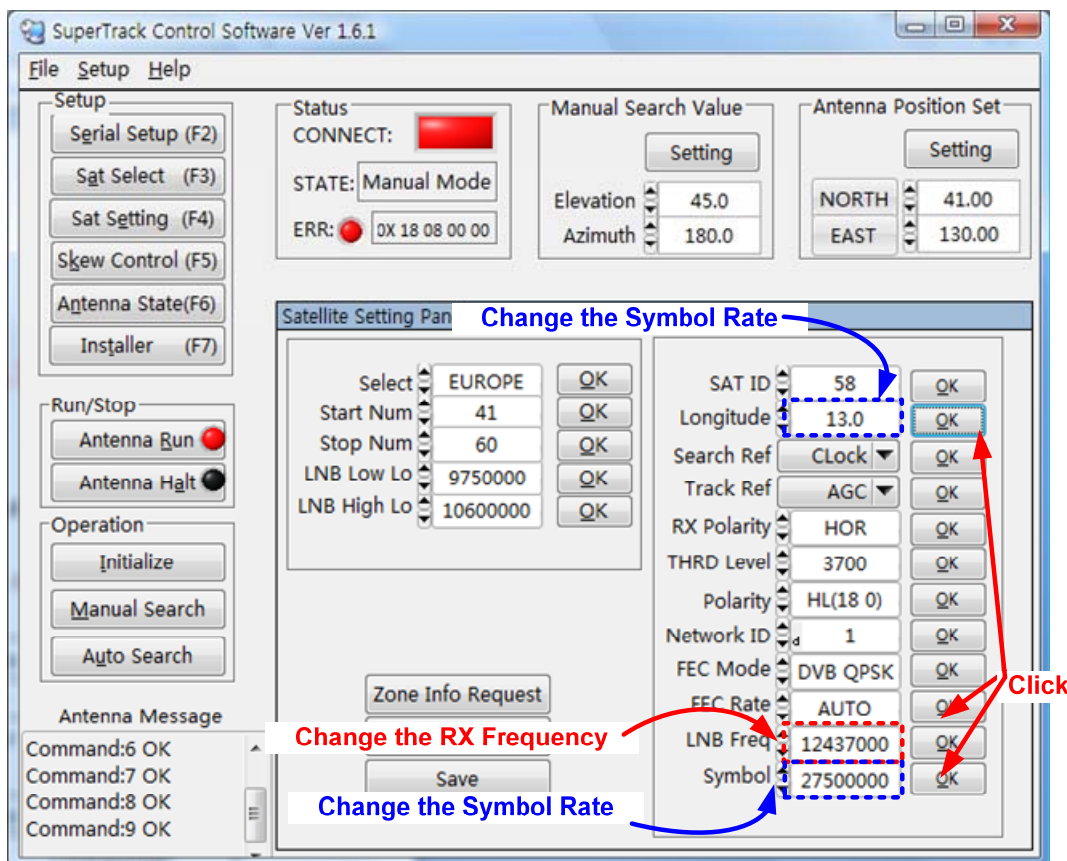 SuperTrack Control Software Ver 1.6.1
File Setup Help
Setup
Serial Setup (F2)
Sat Select (F3)
Sat Setting (F4)
Skew Control (F5)
Antenna State(F6)
Installer (F7)
Run/Stop
Antenna Run
Antenna Halt
Operation
Initialize
Manual Search
Auto Search
Antenna Message
Command:6 OK
Command:7 OK
Command:8 OK
Command:9 OK
Status
CONNECT:
STATE: Manual Mode
ERR: 0X 18 08 00 00
Manual Search Value
Setting
Elevation 45.0
Azimuth 180.0
Antenna Position Set
Setting
NORTH 41.00
EAST 130.00
Satellite Setting Pan
Change the Symbol Rate
Select EUROPE OK
Start Num 41 OK
Stop Num 60 OK
LNB Low Lo 9750000 OK
LNB High Lo 10600000 OK
Zone Info Request
Change the RX Frequency
Save
Change the Symbol Rate
SAT ID 58 OK
Longitude 13.0 OK
Search Ref CLock OK
Track Ref AGC OK
RX Polarity HOR OK
THRD Level 3700 OK
Polarity HL(18 0) OK
Network ID d 1 OK
FEC Mode DVB QPSK OK
FEC Rate AUTO OK
LNB Freq 12437000 OK
Symbol 27500000 OK
Click